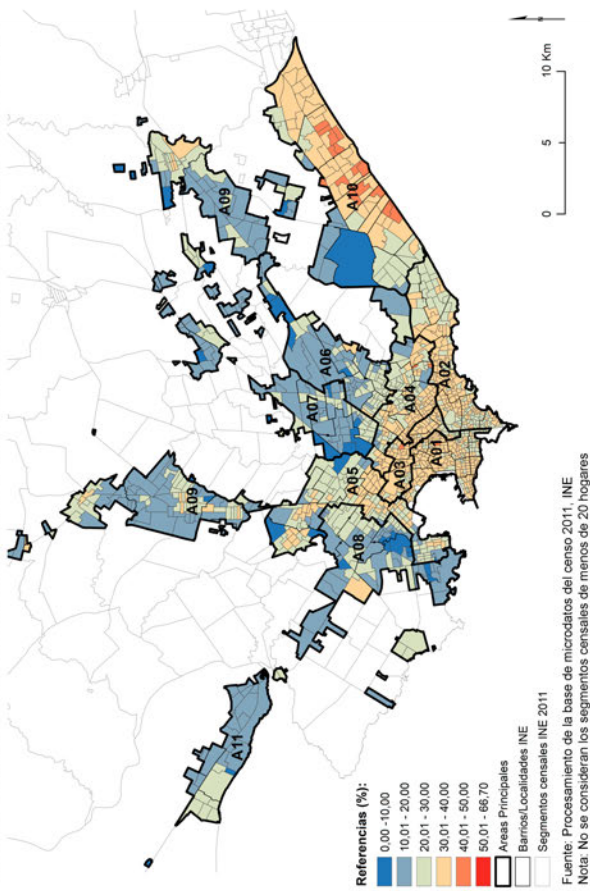 A09
A09
A10
A11
A06
A07
A08
A05
A04
A03
A02
A01
Referencias (%):
0,00 -10,00
10,01 - 20,00
20,01 - 30,00
30,01 - 40,00
40,01 - 50,00
50,01 - 66,70
Areas Principales
Barrios/Localidades INE
Segmentos censales INE 2011
0 5 10 Km
Fuente: Procesamiento de la base de microdatos del censo 2011, INE
Nota: No se consideran los segmentos censales de menos de 20 hogares